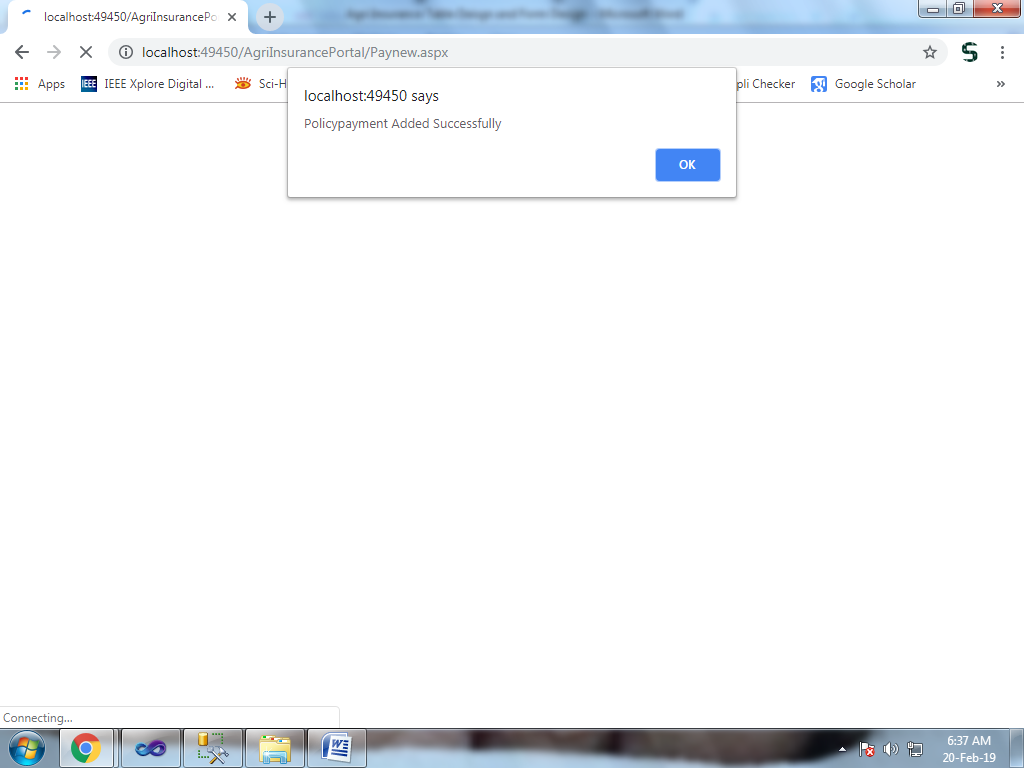 localhost:49450/AgriInsurancePo
localhost:49450/AgriInsurancePortal/Paynew.aspx
Apps
IEEE
IEEE Xplore Digital ...
Sci-H
pli Checker
Google Scholar
»
localhost:49450 says
Policypayment Added Successfully
OK
Connecting...
6:37 AM
20-Feb-19